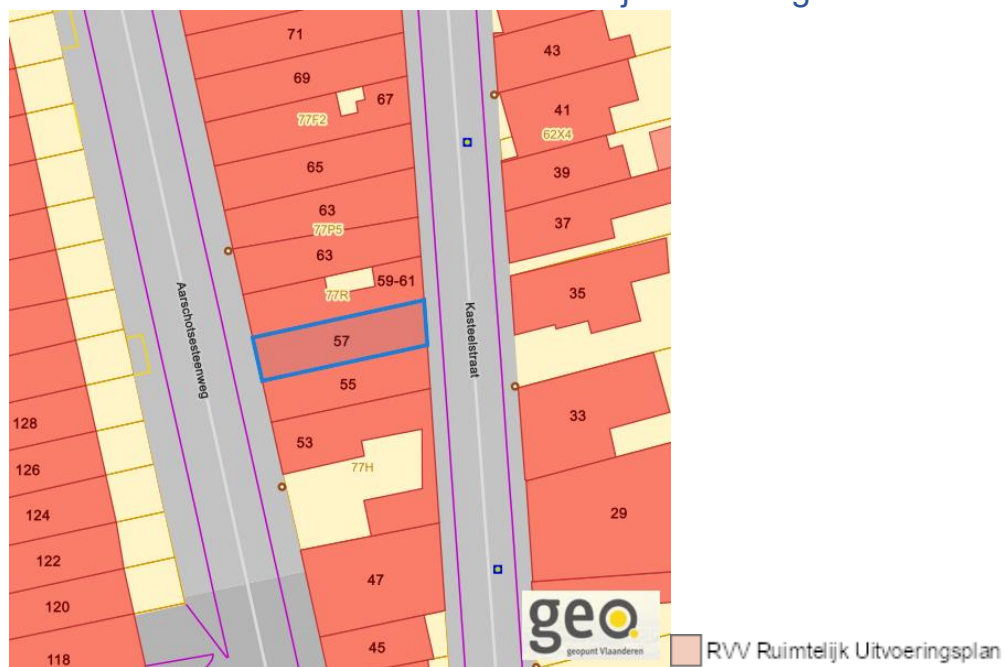 71
43
69
67
41
77F2
62X4
65
39
63
37
77P5
63
59-61
35
77R
Aarschotsesteenweg
Kasteelstraat
57
55
33
128
53
126
77H
124
29
122
47
120
geo
geopunt Vlaanderen
45
118
RVV Ruimtelijk Uitvoeringsplan